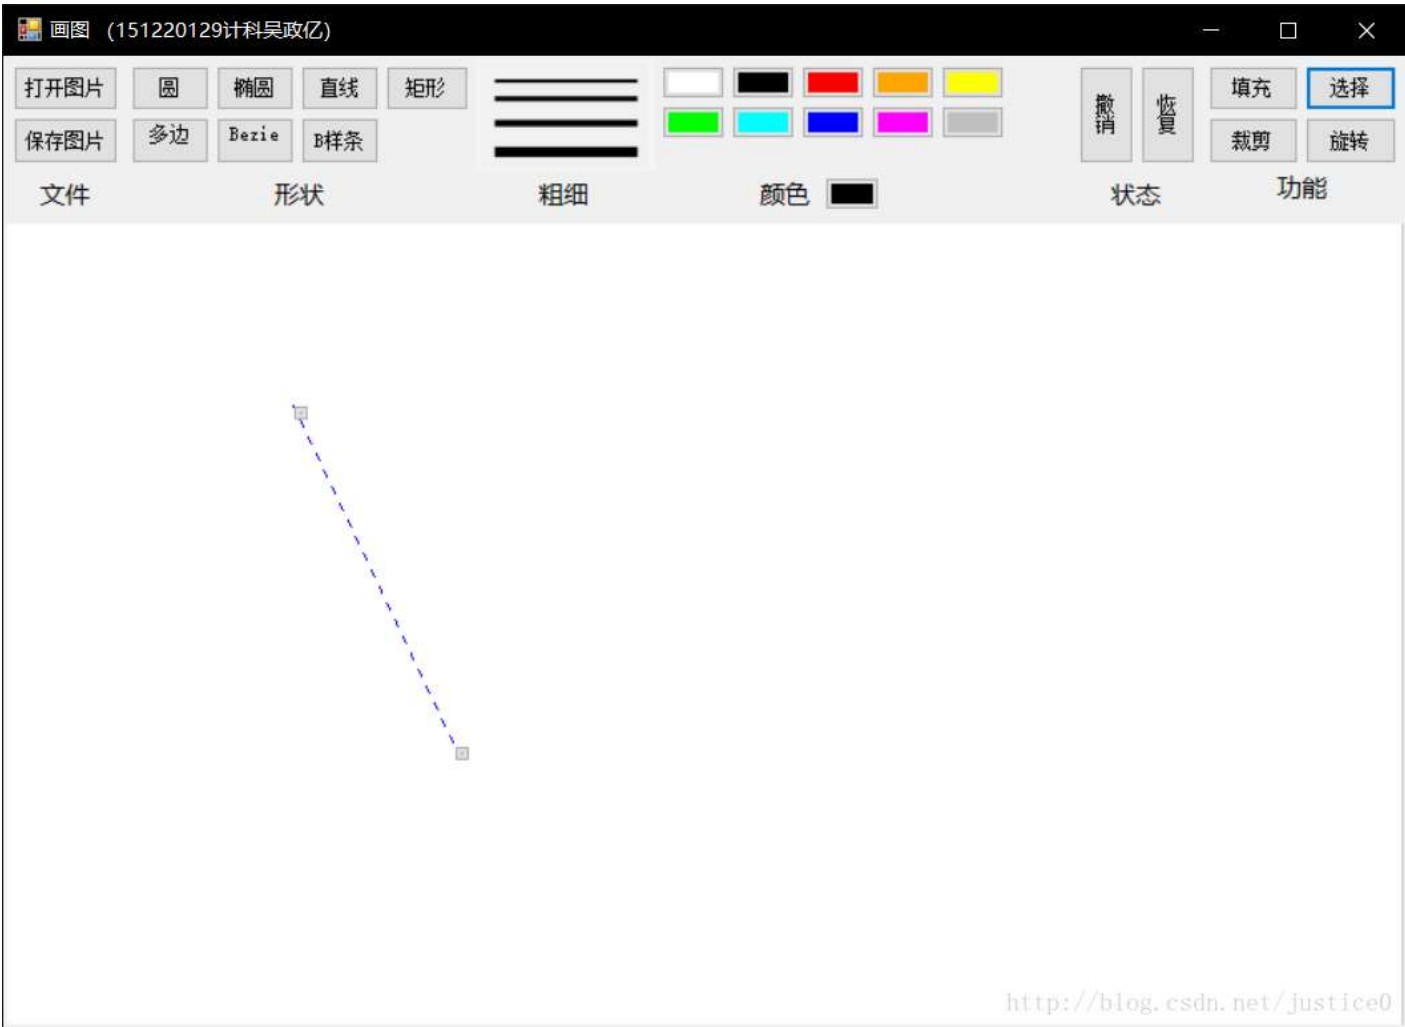 画图 (151220129计科吴政亿)
打开图片 圆 椭圆 直线 矩形 撤销 恢复 填充 选择
保存图片 多边 Bezie B样条 裁剪 旋转
文件 形状 粗细 颜色 状态 功能
http://blog.csdn.net/justice0